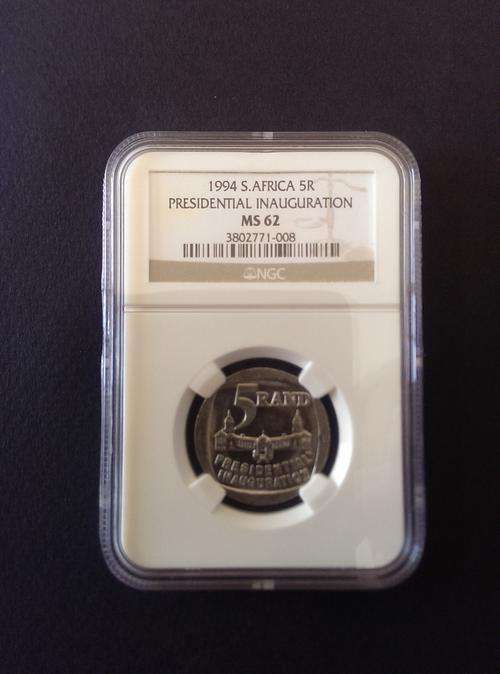 1994 S.AFRICA 5R
PRESIDENTIAL INAUGURATION
MS 62
3802771-008
NGC
5 RAND
PRESIDENTIAL
INAUGURATION